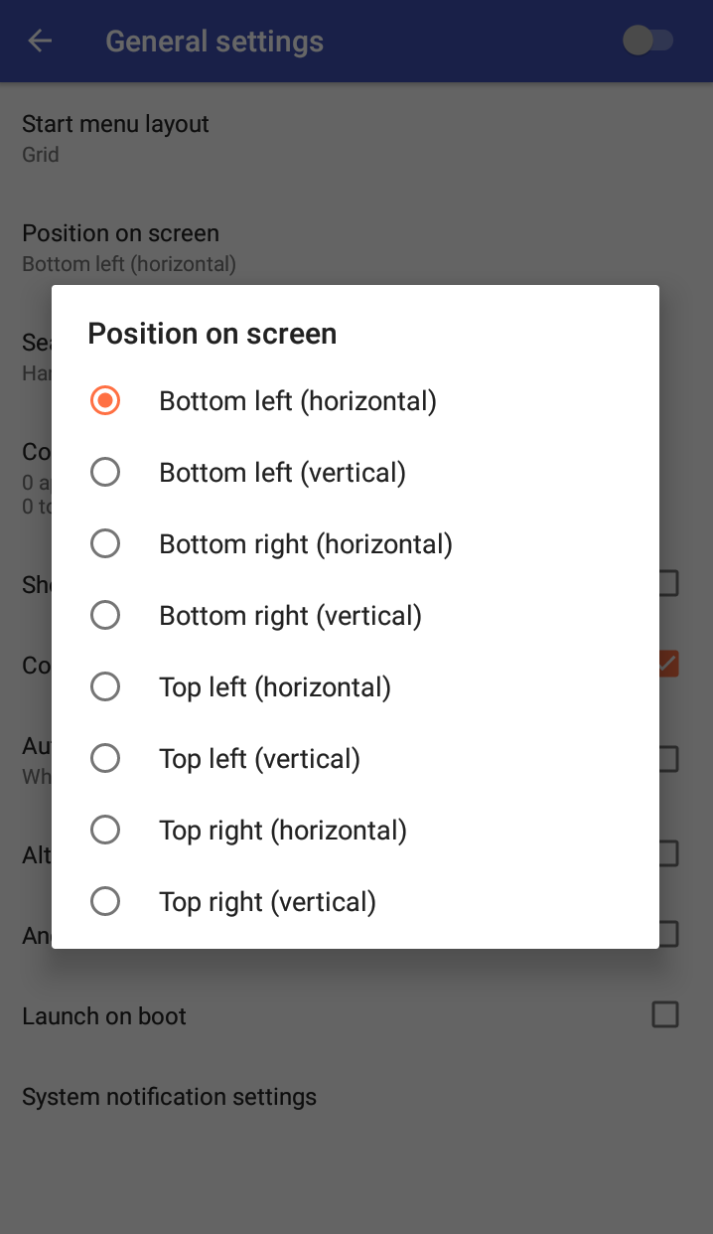 General settings
Start menu layout
Grid
Position on screen
Bottom left (horizontal)
Position on screen
Bottom left (horizontal)
Bottom left (vertical)
Bottom right (horizontal)
Bottom right (vertical)
Top left (horizontal)
Top left (vertical)
Top right (horizontal)
Top right (vertical)
Launch on boot
System notification settings